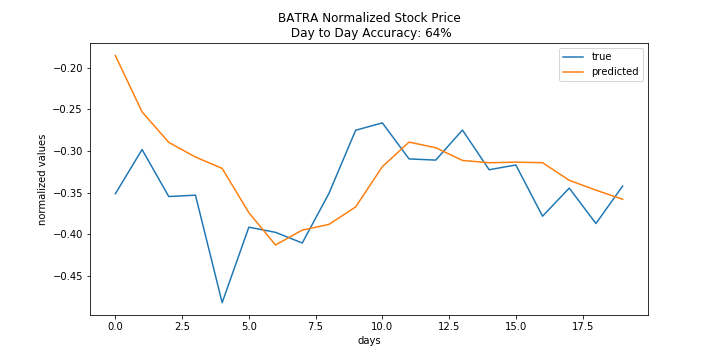 BATRA Normalized Stock Price
Day to Day Accuracy: 64%
true
predicted
normalized values
−0.20
−0.25
−0.30
−0.35
−0.40
−0.45
0.0
2.5
5.0
7.5
10.0
12.5
15.0
17.5
days